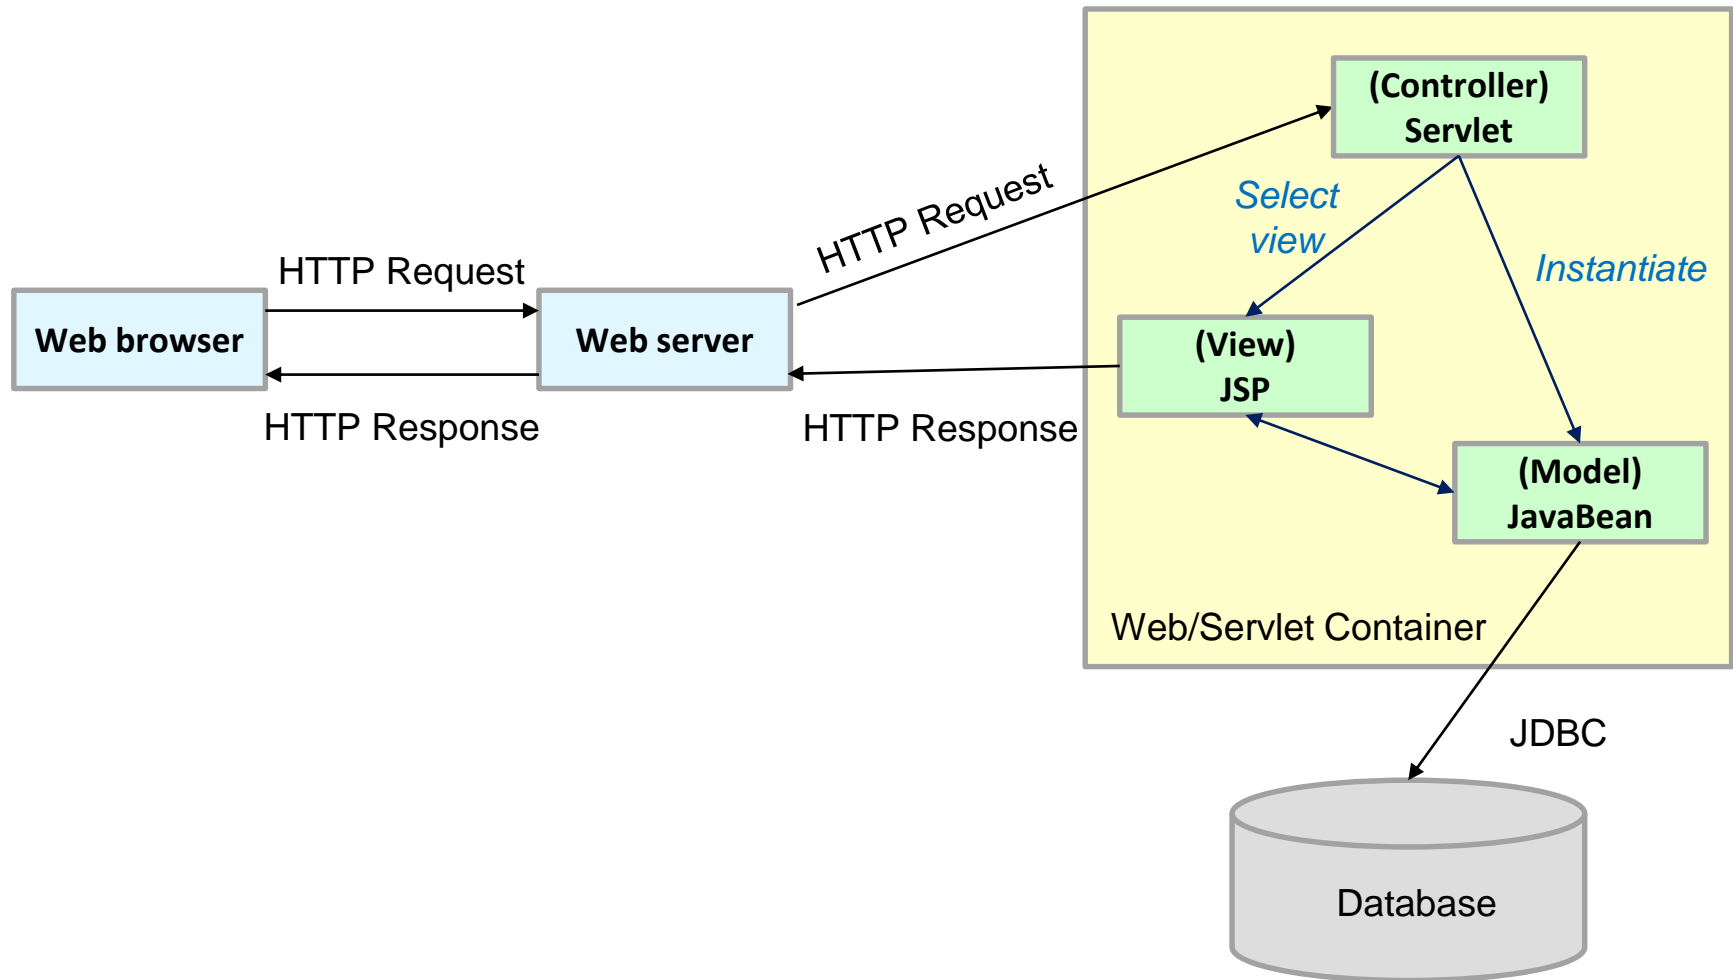 (Controller)
Servlet
HTTP Request
Select
view
Instantiate
HTTP Request
Web browser
Web server
(View)
JSP
HTTP Response
HTTP Response
(Model)
JavaBean
Web/Servlet Container
JDBC
Database